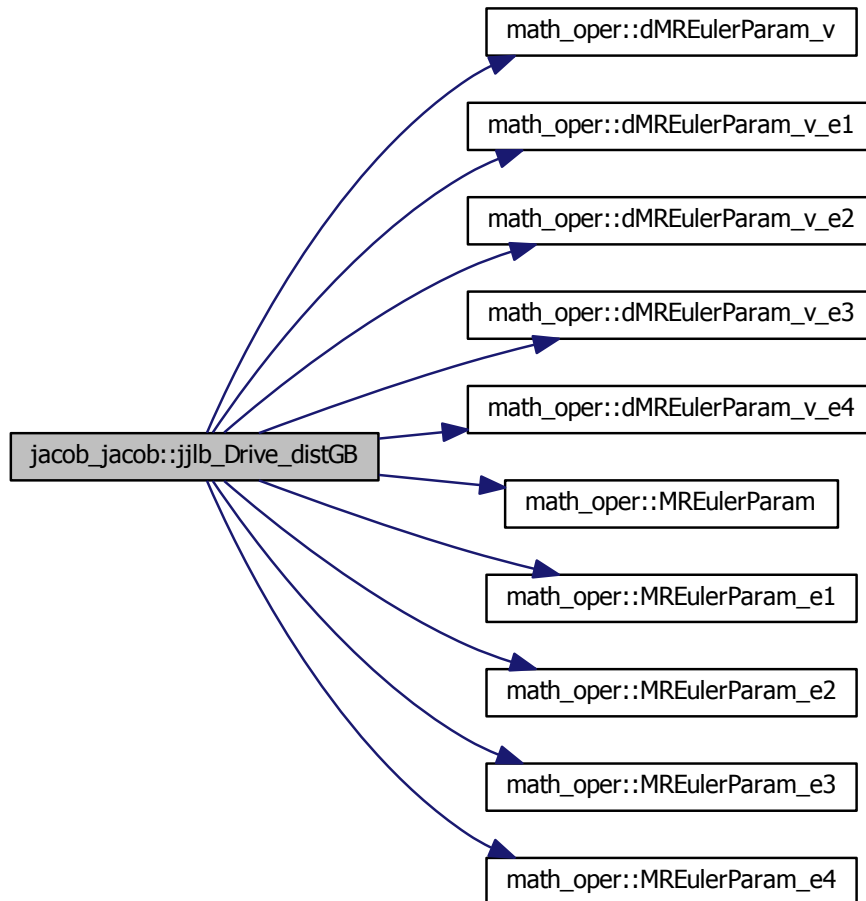 math_oper::dMREulerParam_v
math_oper::dMREulerParam_v_e1
math_oper::dMREulerParam_v_e2
math_oper::dMREulerParam_v_e3
math_oper::dMREulerParam_v_e4
jacob_jacob::jjlb_Drive_distGB
math_oper::MREulerParam
math_oper::MREulerParam_e1
math_oper::MREulerParam_e2
math_oper::MREulerParam_e3
math_oper::MREulerParam_e4